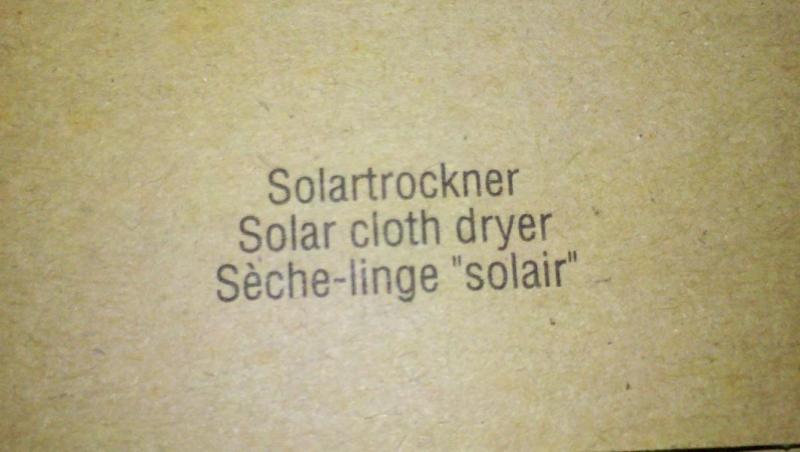 Solartrockner
Solar cloth dryer
Sèche-linge "solair"